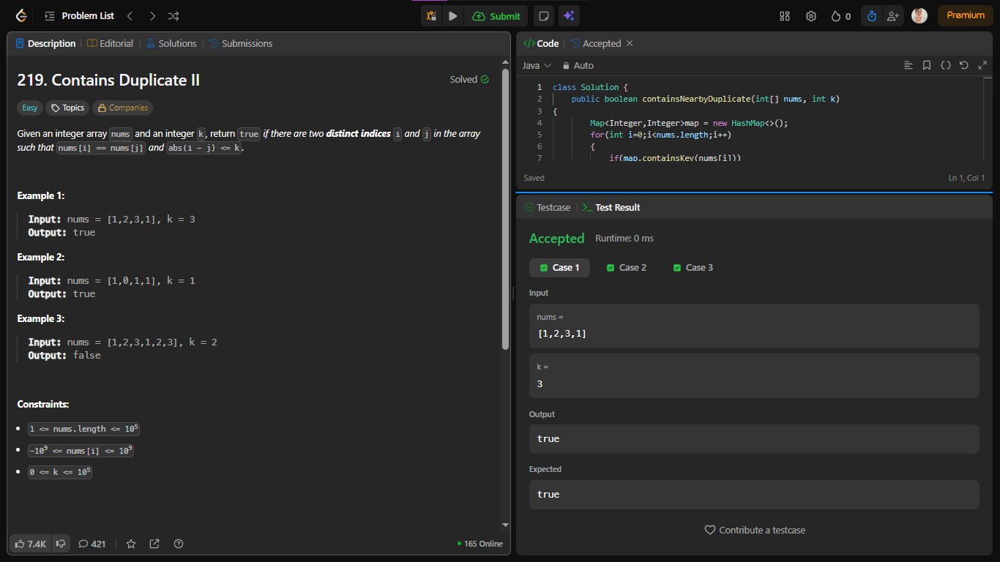 Problem List
Submit
0
Premium
Description
Editorial
Solutions
Submissions
219. Contains Duplicate II
Solved
Easy
Topics
Companies
Given an integer array nums and an integer k, return true if there are two distinct indices i and j in the array
such that nums[i] == nums[j] and abs(i - j) <= k.
Example 1:
Input: nums = [1,2,3,1], k = 3
Output: true
Example 2:
Input: nums = [1,0,1,1], k = 1
Output: true
Example 3:
Input: nums = [1,2,3,1,2,3], k = 2
Output: false
Constraints:
• 1 <= nums.length <= 10⁵
• -10⁹ <= nums[i] <= 10⁹
• 0 <= k <= 10⁵
7.4K
421
165 Online
</> Code
Accepted
Java
Auto
1 class Solution {
2 public boolean containsNearbyDuplicate(int[] nums, int k)
3 {
4 Map<Integer,Integer>map = new HashMap<>();
5 for(int i=0;i<nums.length;i++)
6 {
7 if(map.containsKey(nums[i]))
Saved
Ln 1, Col 1
Testcase
>_ Test Result
Accepted
Runtime: 0 ms
Case 1
Case 2
Case 3
Input
nums =
[1,2,3,1]
k =
3
Output
true
Expected
true
Contribute a testcase